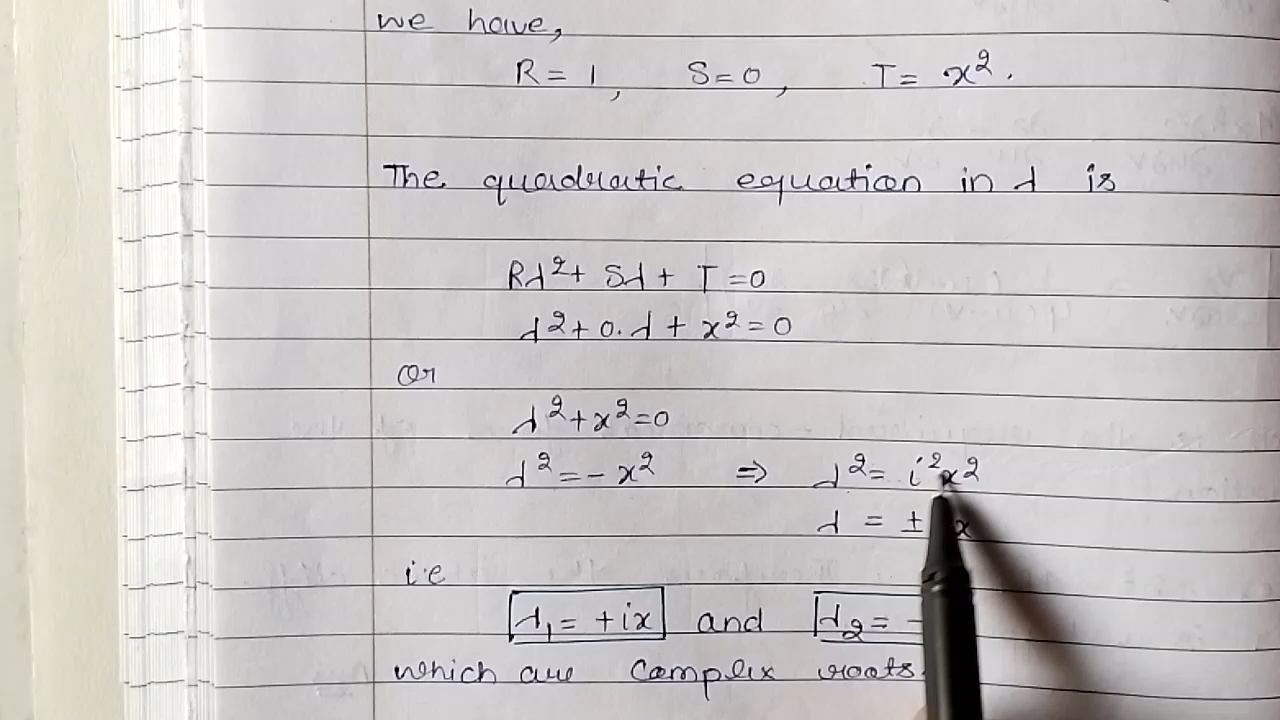 we have,
R = 1, S = 0, T = x².
The quadratic equation in λ is
Rλ² + Sλ + T = 0
λ² + 0.λ + x² = 0
or
λ² + x² = 0
λ² = - x² ⇒ λ² = i²x²
λ = ± x
i.e
λ₁ = +ix and λ₂ = -
which are complex roots